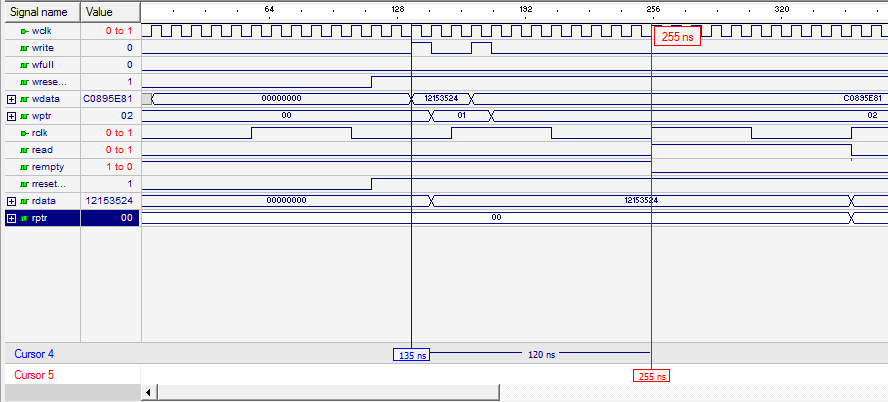 Signal name Value 64 128 192 256 320
wclk 0 to 1 255 ns
write 0
wfull 0
wrese... 1
wdata C0895E81 00000000 12153524 C0895E81
wptr 02 00 01 02
rclk 0 to 1
read 0 to 1
rempty 1 to 0
rreset... 1
rdata 12153524 00000000 12153524
rptr 00 00
Cursor 4 135 ns 120 ns
Cursor 5 255 ns